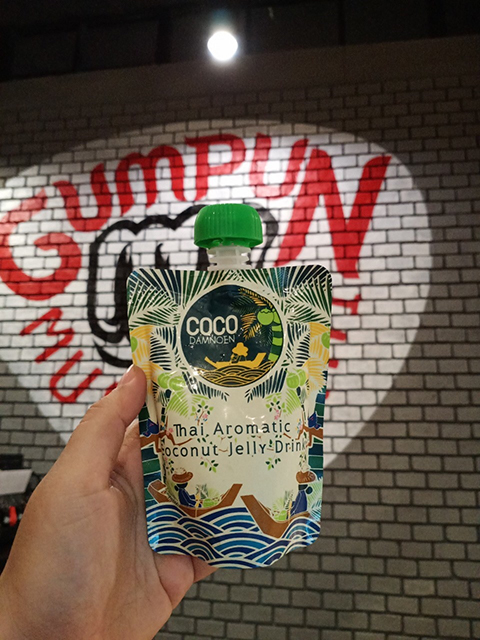 GUMPUN
COCO
DAMNOEN
Thai Aromatic
Coconut Jelly Drink